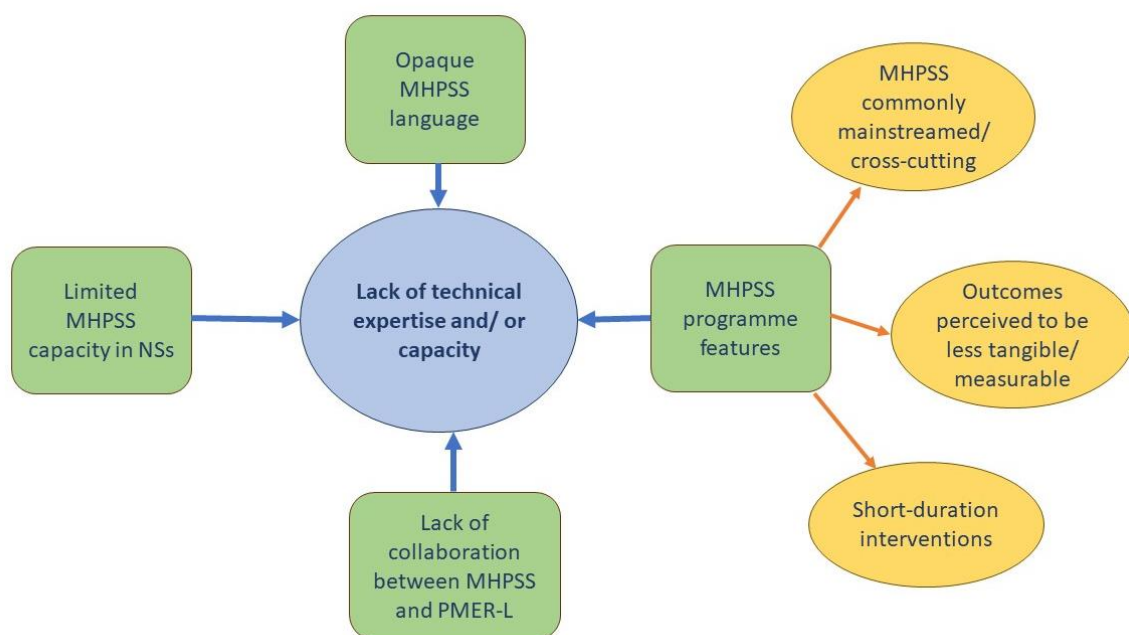 Opaque
MHPSS
language
MHPSS
commonly
mainstreamed/
cross-cutting
Limited
MHPSS
capacity in NSs
Lack of technical
expertise and/ or
capacity
MHPSS
programme
features
Outcomes
perceived to be
less tangible/
measurable
Lack of
collaboration
between MHPSS
and PMER-L
Short-duration
interventions